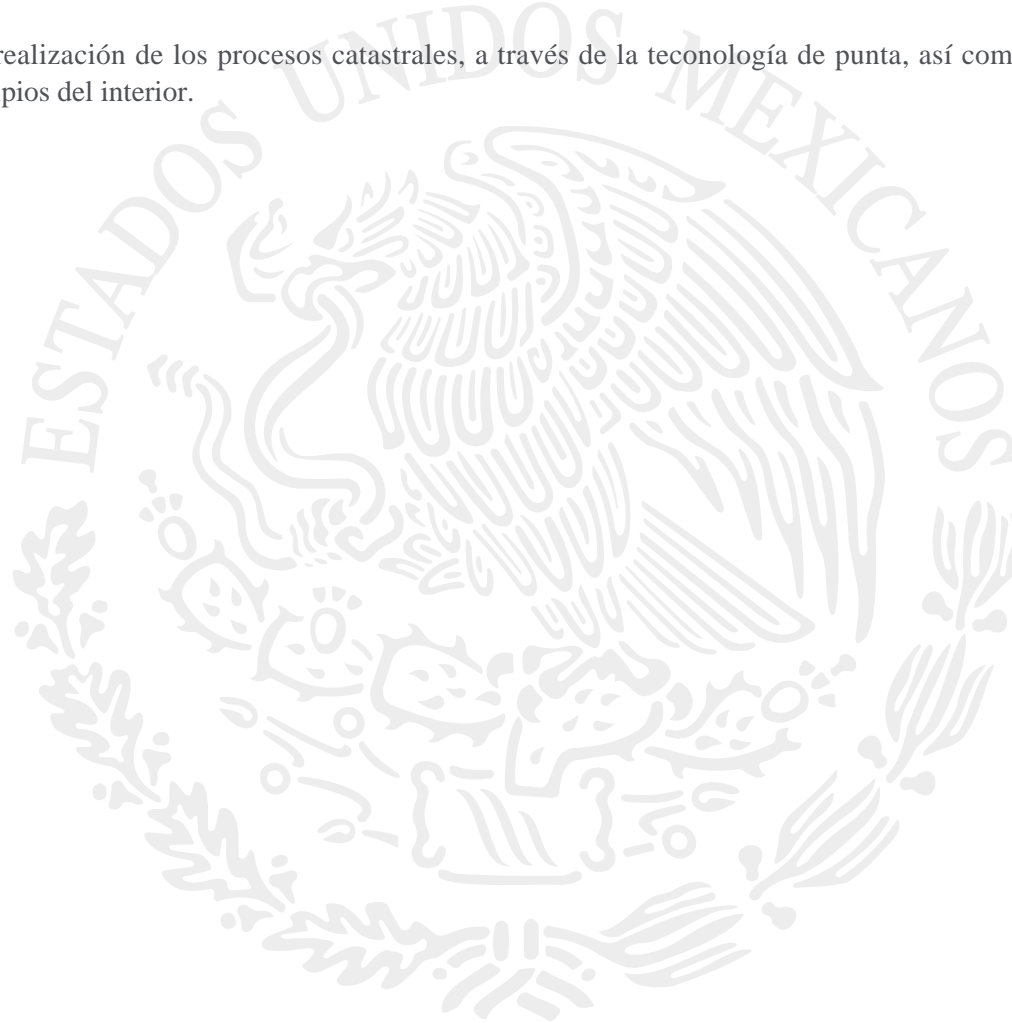 realización de los procesos catastrales, a través de la teconología de punta, así com
pios del interior.
ESTADOS UNIDOS MEXICANOS